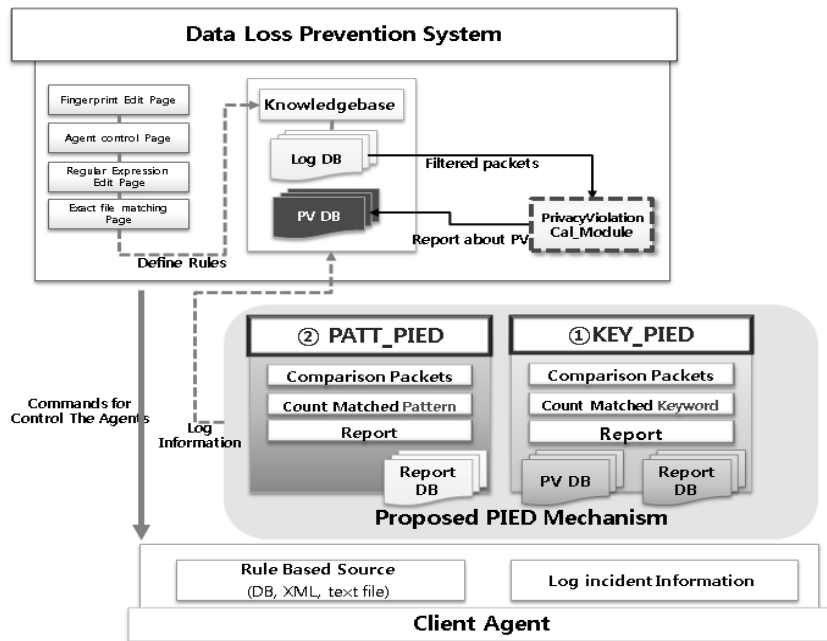 Data Loss Prevention System
Fingerprint Edit Page
Agent control Page
Regular Expression
Edit Page
Exact file matching
Page
Define Rules
Knowledgebase
Log DB
PV DB
Filtered packets
Report about PV
PrivacyViolation
Cal_Module
Commands for
Control The Agents
Log
Information
② PATT_PIED
Comparison Packets
Count Matched Pattern
Report
Report
DB
①KEY_PIED
Comparison Packets
Count Matched Keyword
Report
PV DB
Report
DB
Proposed PIED Mechanism
Rule Based Source
(DB, XML, text file)
Log incident Information
Client Agent